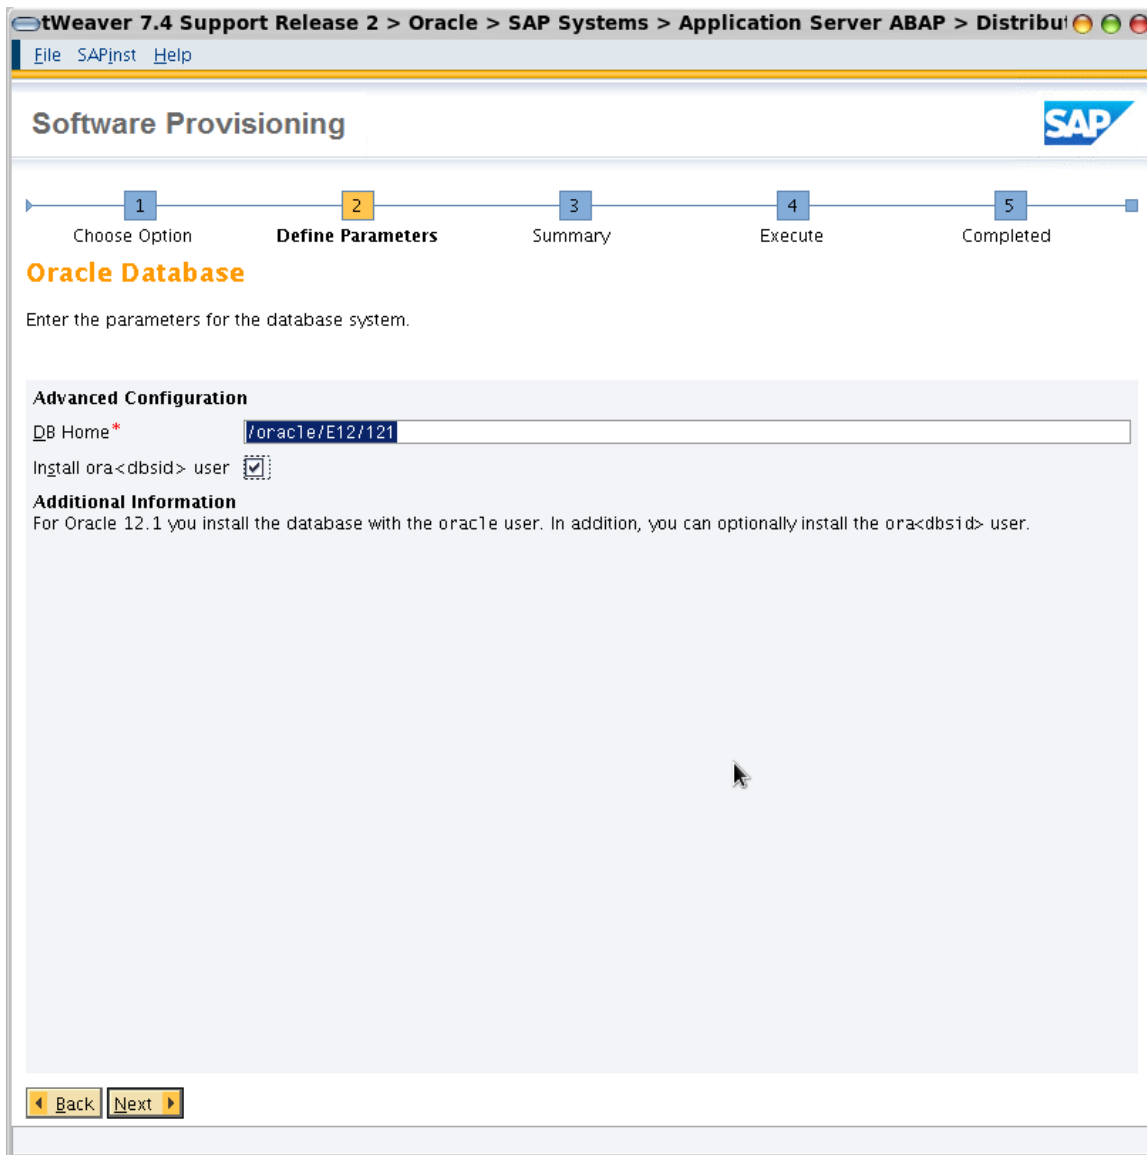 tWeaver 7.4 Support Release 2 > Oracle > SAP Systems > Application Server ABAP > Distribut
File SAPinst Help
Software Provisioning
SAP
1 2 3 4 5
Choose Option Define Parameters Summary Execute Completed
Oracle Database
Enter the parameters for the database system.
Advanced Configuration
DB Home* /oracle/E12/121
Install ora<dbsid> user
Additional Information
For Oracle 12.1 you install the database with the oracle user. In addition, you can optionally install the ora<dbsid> user.
Back Next